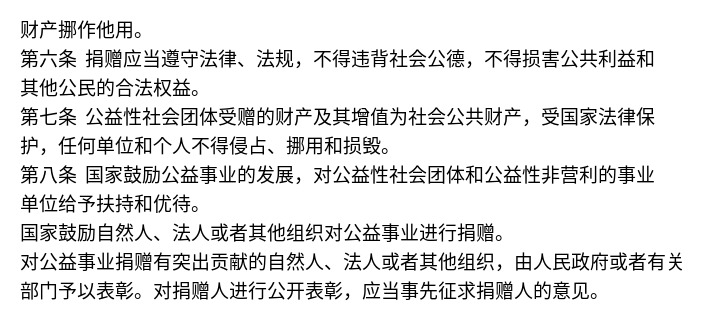 财产挪作他用。
第六条 捐赠应当遵守法律、法规，不得违背社会公德，不得损害公共利益和
其他公民的合法权益。
第七条 公益性社会团体受赠的财产及其增值为社会公共财产，受国家法律保
护，任何单位和个人不得侵占、挪用和损毁。
第八条 国家鼓励公益事业的发展，对公益性社会团体和公益性非营利的事业
单位给予扶持和优待。
国家鼓励自然人、法人或者其他组织对公益事业进行捐赠。
对公益事业捐赠有突出贡献的自然人、法人或者其他组织，由人民政府或者有关
部门予以表彰。对捐赠人进行公开表彰，应当事先征求捐赠人的意见。